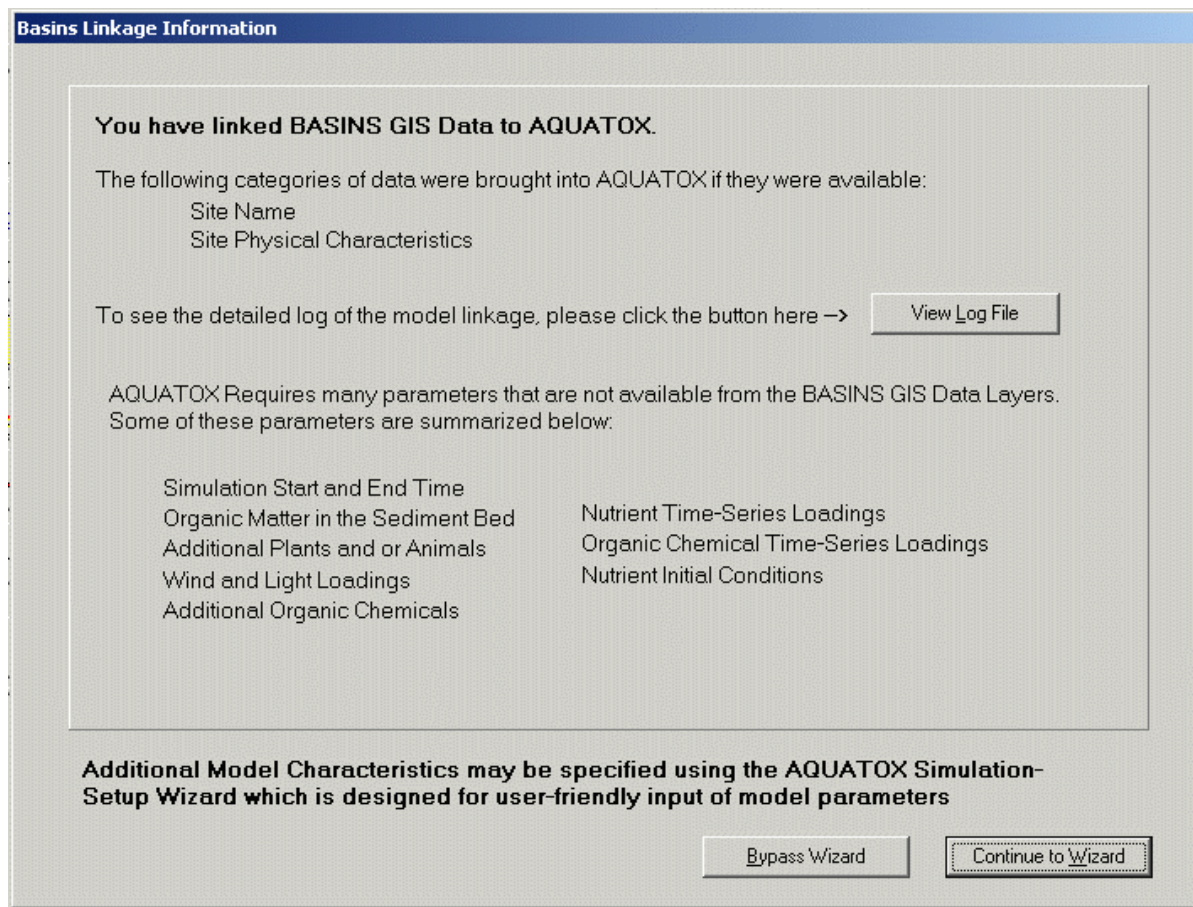 Basins Linkage Information
You have linked BASINS GIS Data to AQUATOX.
The following categories of data were brought into AQUATOX if they were available:
Site Name
Site Physical Characteristics
To see the detailed log of the model linkage, please click the button here -->
View Log File
AQUATOX Requires many parameters that are not available from the BASINS GIS Data Layers.
Some of these parameters are summarized below:
Simulation Start and End Time
Organic Matter in the Sediment Bed
Additional Plants and or Animals
Wind and Light Loadings
Additional Organic Chemicals
Nutrient Time-Series Loadings
Organic Chemical Time-Series Loadings
Nutrient Initial Conditions
Additional Model Characteristics may be specified using the AQUATOX Simulation-
Setup Wizard which is designed for user-friendly input of model parameters
Bypass Wizard
Continue to Wizard